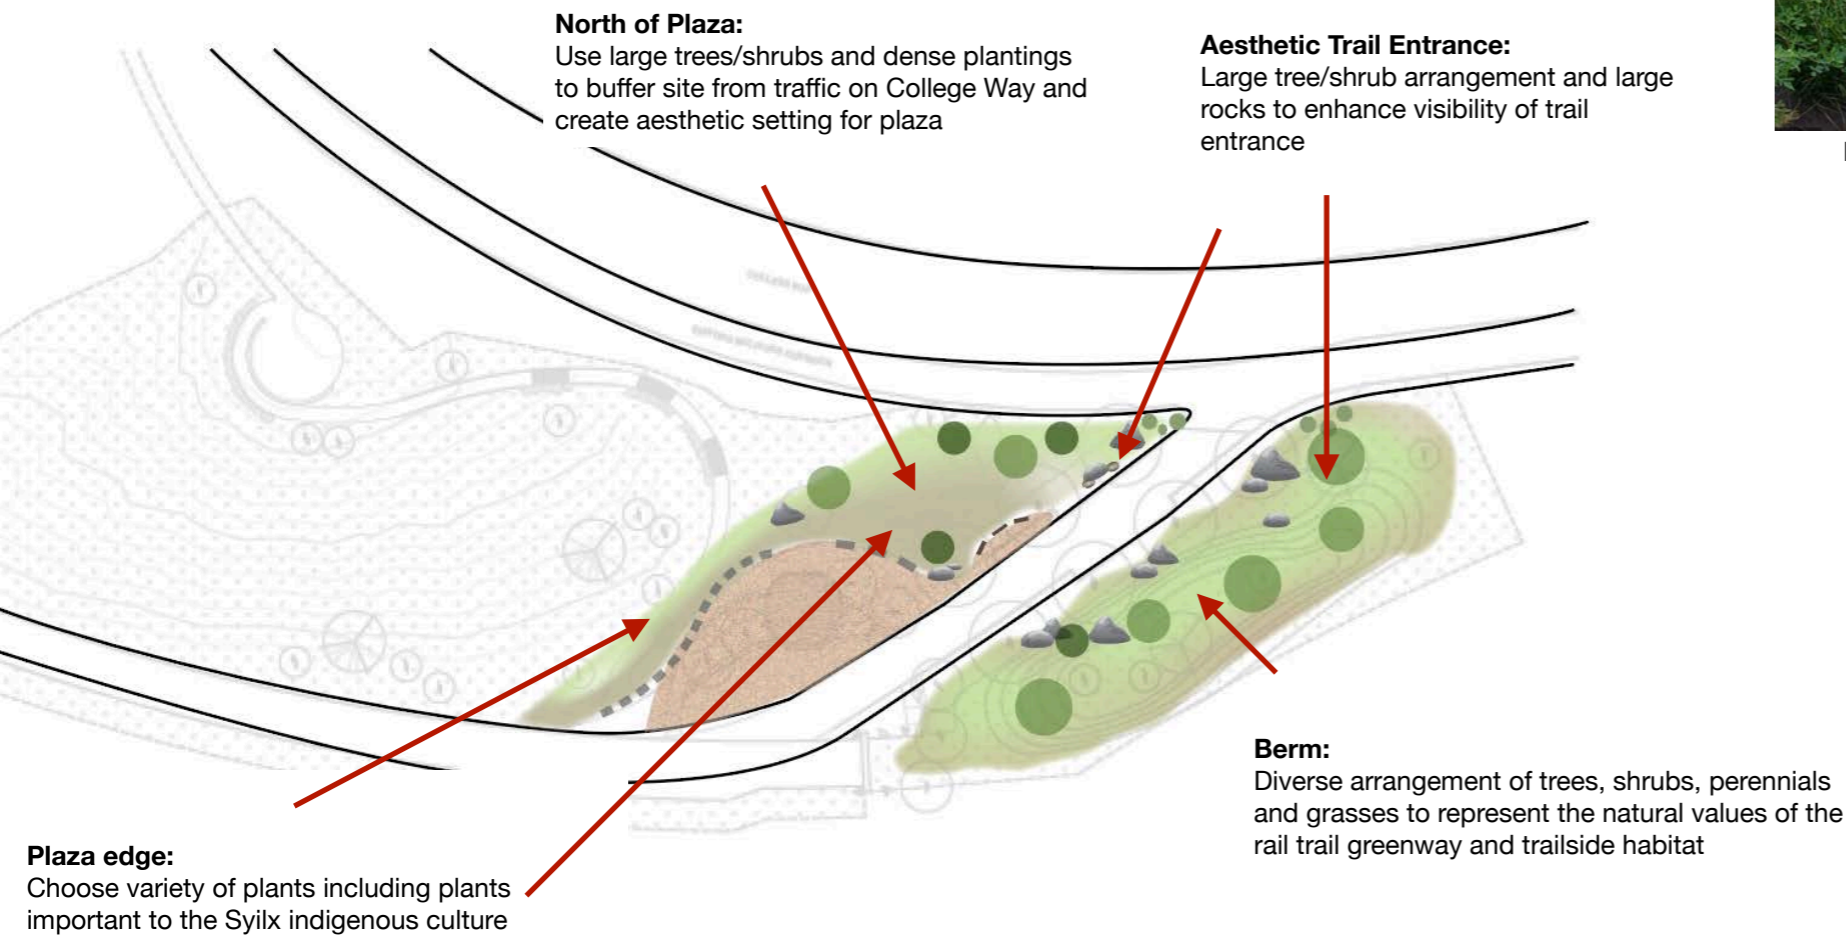 North of Plaza:
Use large trees/shrubs and dense plantings
to buffer site from traffic on College Way and
create aesthetic setting for plaza
Aesthetic Trail Entrance:
Large tree/shrub arrangement and large
rocks to enhance visibility of trail
entrance
Berm:
Diverse arrangement of trees, shrubs, perennials
and grasses to represent the natural values of the
rail trail greenway and trailside habitat
Plaza edge:
Choose variety of plants including plants
important to the Syilx indigenous culture